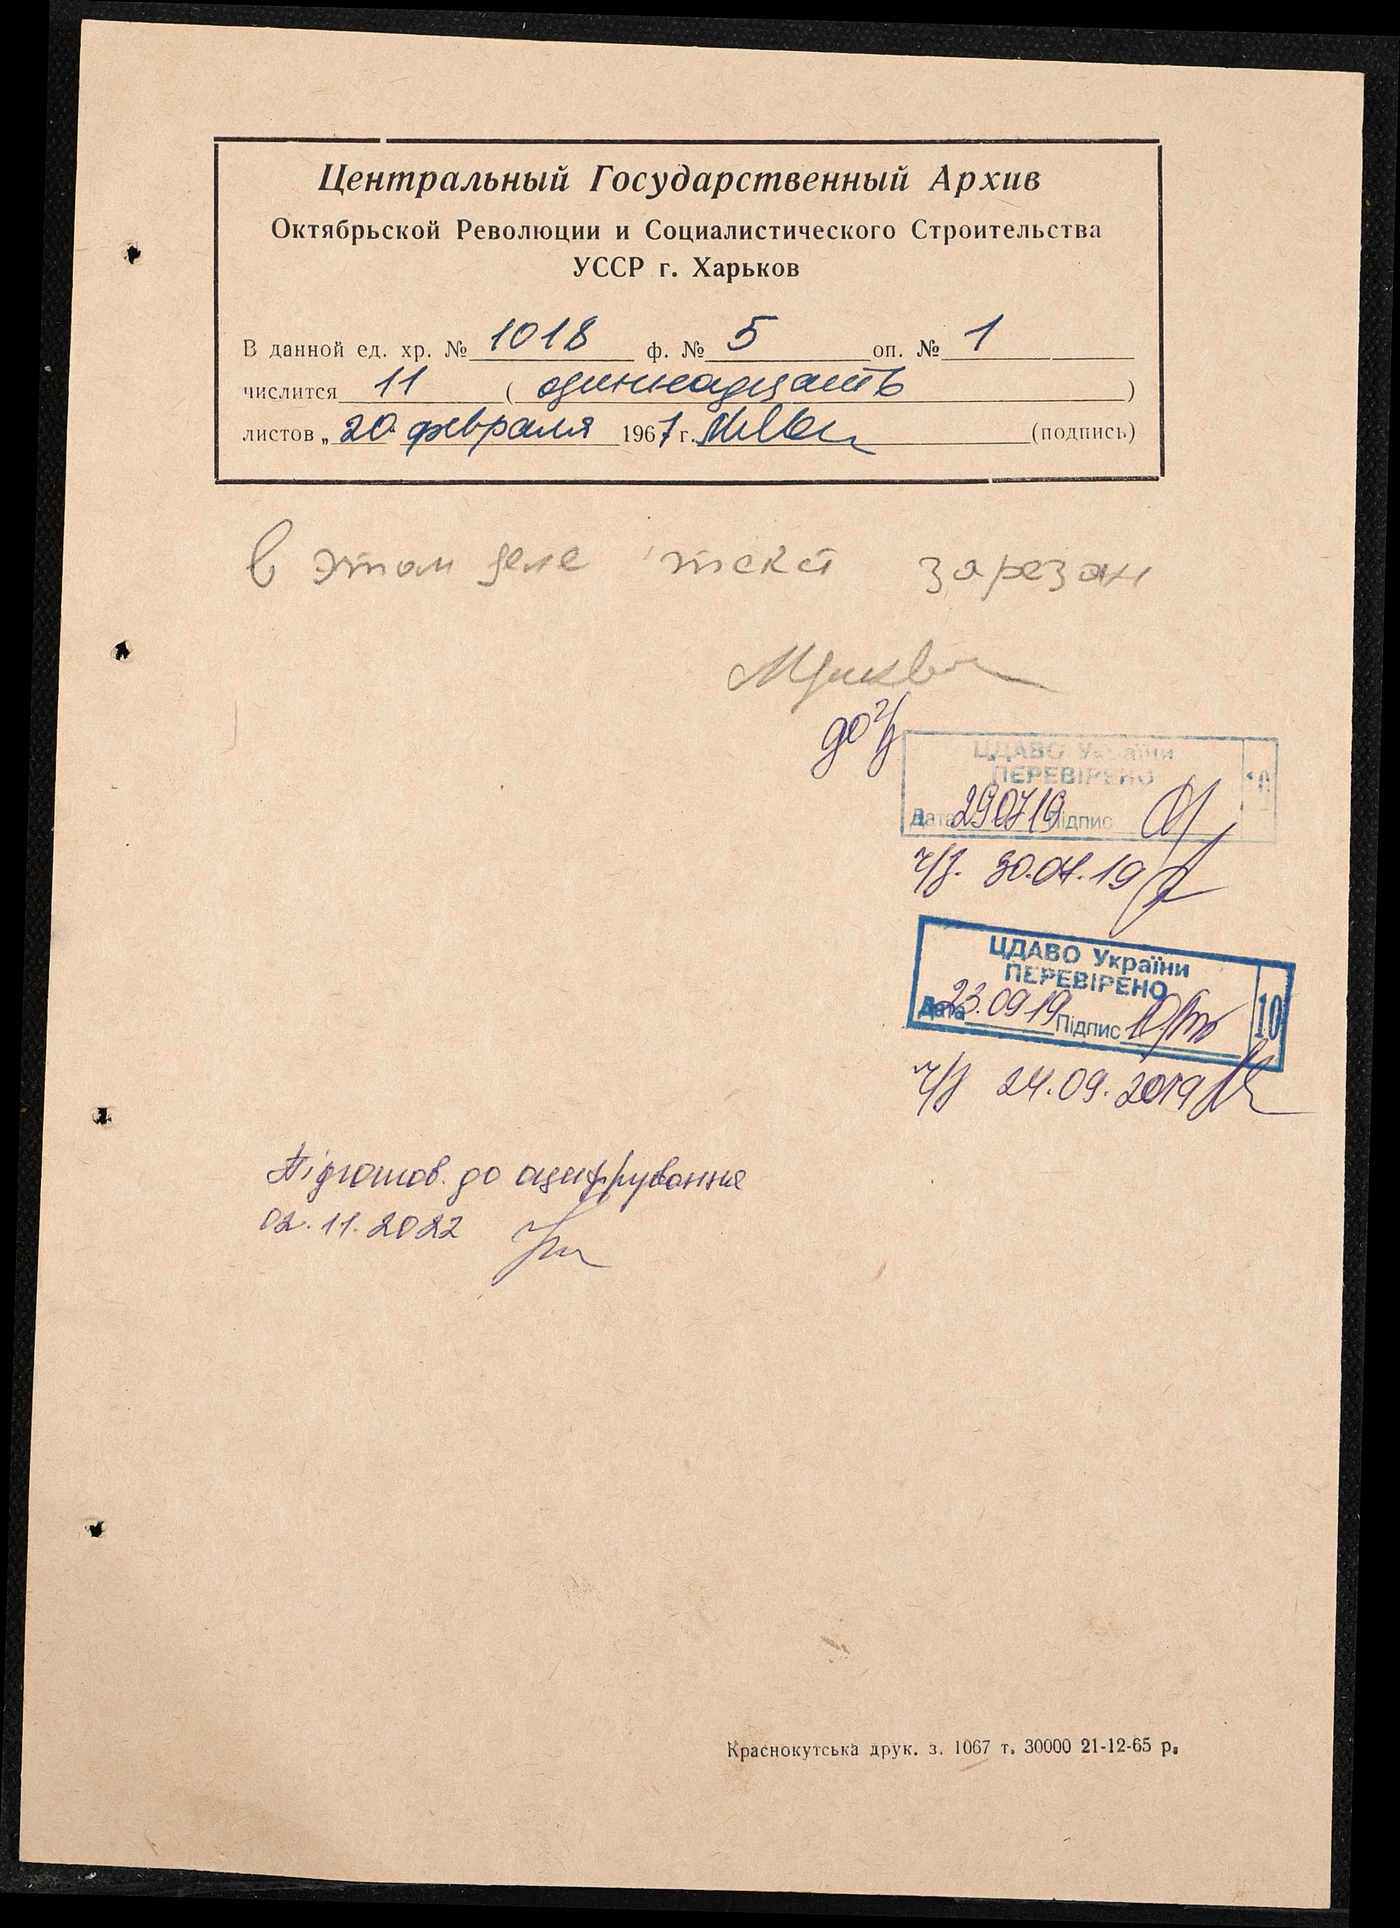 Центральный Государственный Архив
Октябрьской Революции и Социалистического Строительства
УССР г. Харьков
В данной ед. хр. № 1018 ф. № 5 оп. № 1
числится 11 ( одиннадцать )
листов „ 20 февраля 1967 г. (подпись)
в этом деле текст зарезан
ЦДАВО України
ПЕРЕВІРЕНО 10
Дата 290719 Підпис
ч/з. 30.07.19
ЦДАВО України
ПЕРЕВІРЕНО 10
Дата 23.09.19 Підпис
ч/з 24.09.2019
Підготов. до оцифрування
02.11.2022
Краснокутська друк. з. 1067 т. 30000 21-12-65 р.